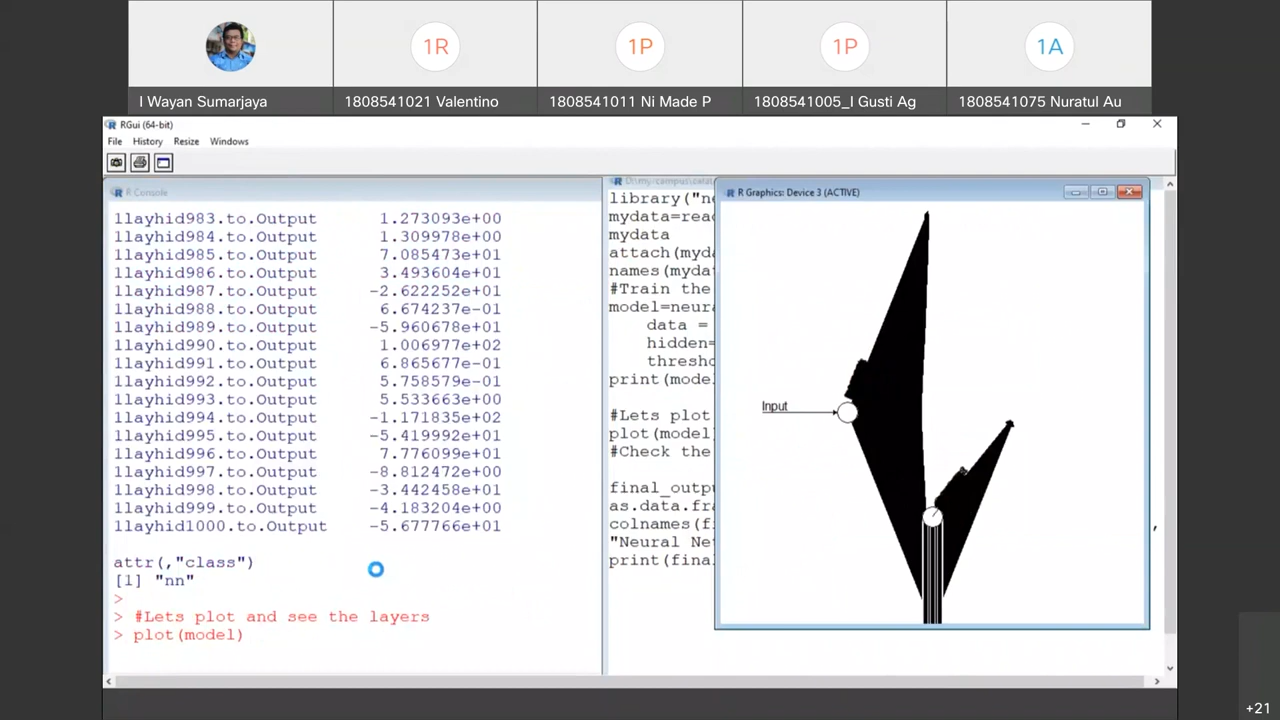 1R
1P
1P
1A
I Wayan Sumarjaya
1808541021 Valentino
1808541011 Ni Made P
1808541005_I Gusti Ag
1808541075 Nuratul Au
RGui (64-bit)
File History Resize Windows
R Console
1layhid983.to.Output 1.273093e+00
1layhid984.to.Output 1.309978e+00
1layhid985.to.Output 7.085473e+01
1layhid986.to.Output 3.493604e+01
1layhid987.to.Output -2.622252e+01
1layhid988.to.Output 6.674237e-01
1layhid989.to.Output -5.960678e+01
1layhid990.to.Output 1.006977e+02
1layhid991.to.Output 6.865677e-01
1layhid992.to.Output 5.758579e-01
1layhid993.to.Output 5.533663e+00
1layhid994.to.Output -1.171835e+02
1layhid995.to.Output -5.419992e+01
1layhid996.to.Output 7.776099e+01
1layhid997.to.Output -8.812472e+00
1layhid998.to.Output -3.442458e+01
1layhid999.to.Output -4.183204e+00
1layhid1000.to.Output -5.677766e+01
attr(,"class")
[1] "nn"
>
> #Lets plot and see the layers
> plot(model)
library("ne
mydata=read
mydata
attach(myda
names(mydat
#Train the
model=neura
data =
hidden=
thresho
print(model
#Lets plot
plot(model)
#Check the
final_outpu
as.data.fra
colnames(fi
,
"Neural Net
print(final
R Graphics: Device 3 (ACTIVE)
Input
+21